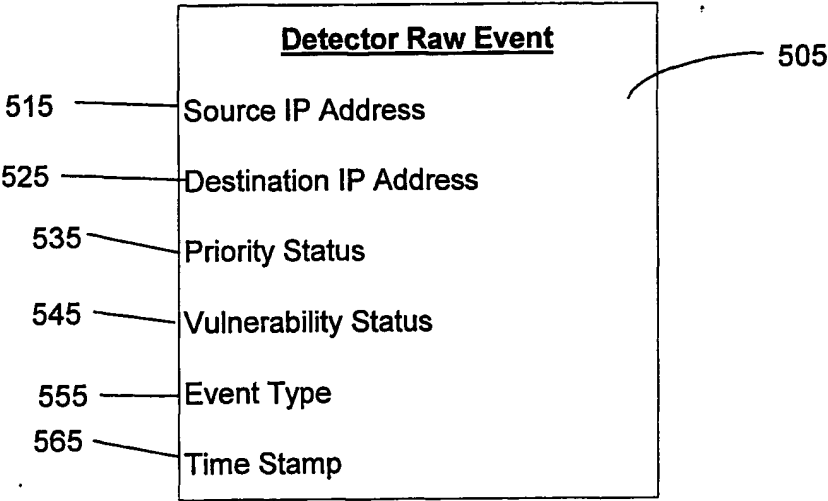 Detector Raw Event
505
515 Source IP Address
525 Destination IP Address
535 Priority Status
545 Vulnerability Status
555 Event Type
565 Time Stamp